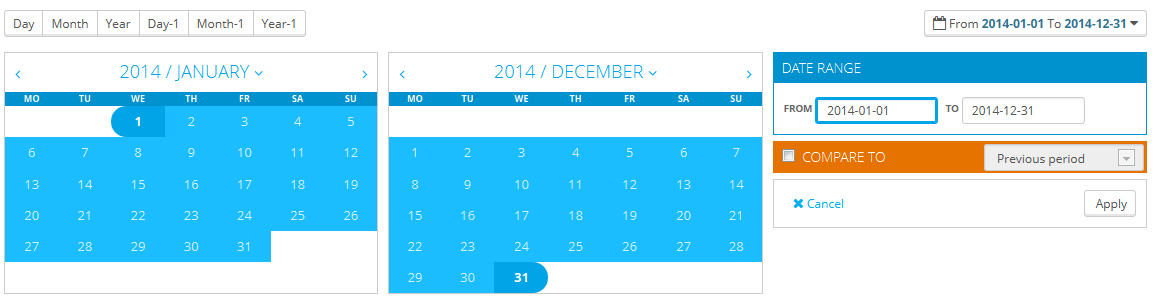 Day Month Year Day-1 Month-1 Year-1
From 2014-01-01 To 2014-12-31
2014 / JANUARY
MO TU WE TH FR SA SU
1 2 3 4 5
6 7 8 9 10 11 12
13 14 15 16 17 18 19
20 21 22 23 24 25 26
27 28 29 30 31
2014 / DECEMBER
MO TU WE TH FR SA SU
1 2 3 4 5 6 7
8 9 10 11 12 13 14
15 16 17 18 19 20 21
22 23 24 25 26 27 28
29 30 31
DATE RANGE
FROM 2014-01-01 TO 2014-12-31
COMPARE TO Previous period
Cancel Apply